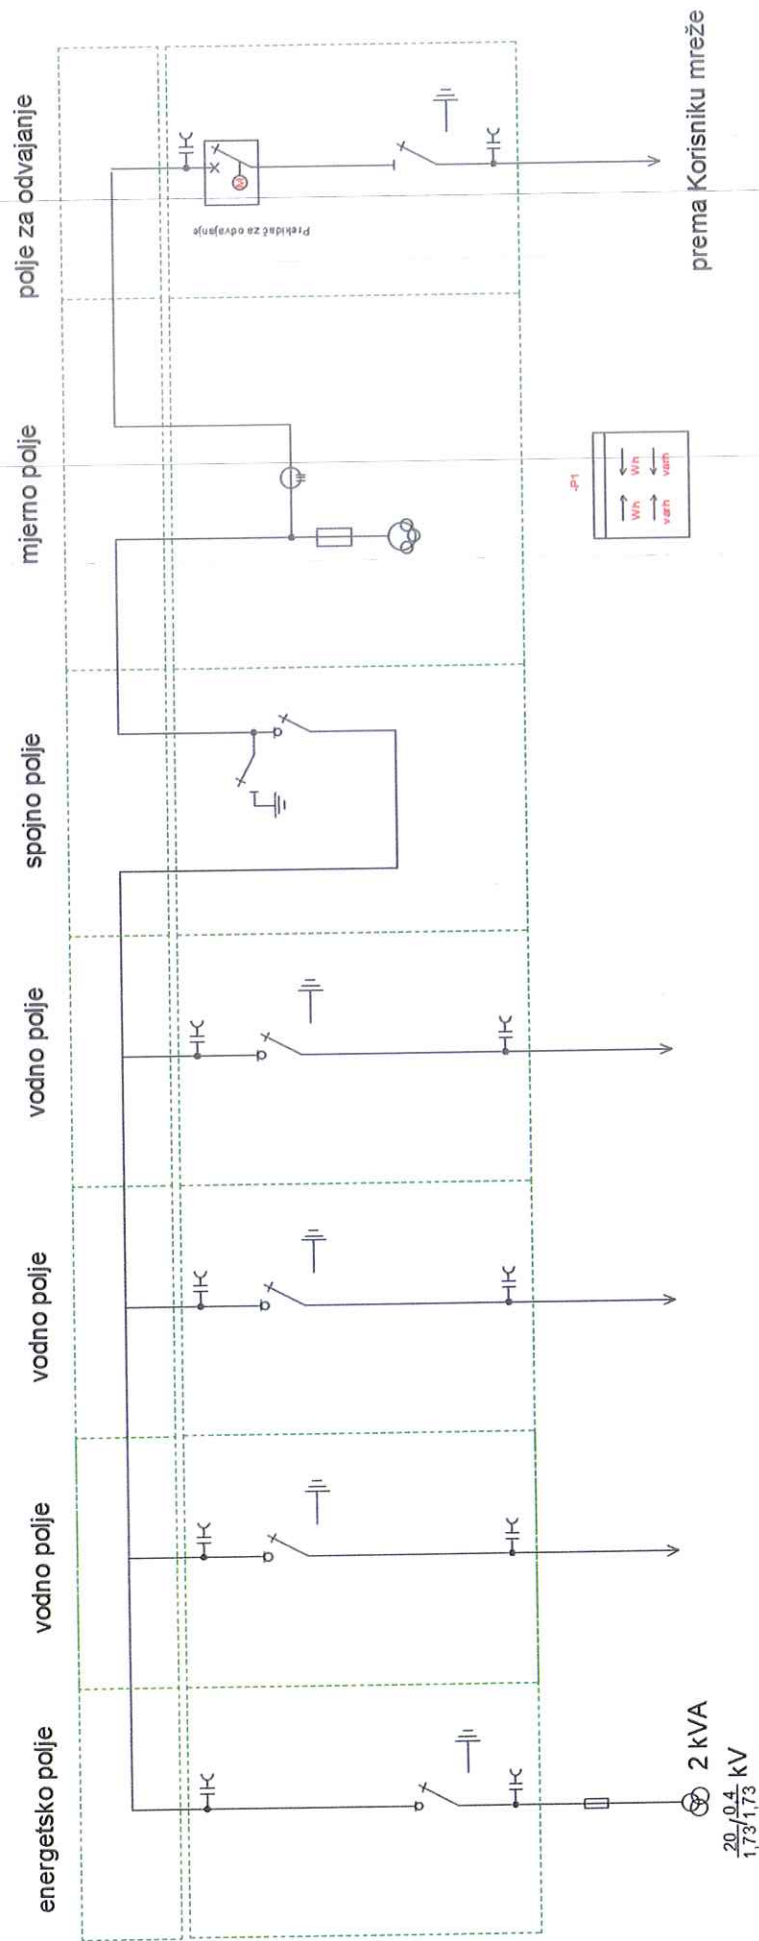 energetsko polje
vodno polje
vodno polje
vodno polje
spojno polje
mjerno polje
polje za odvajanje
Prekidač za odvajanje
M
-P1
Wh
Wh
varh
varh
2 kVA
20/0,4 kV
1,73 1,73
prema Korisniku mreže